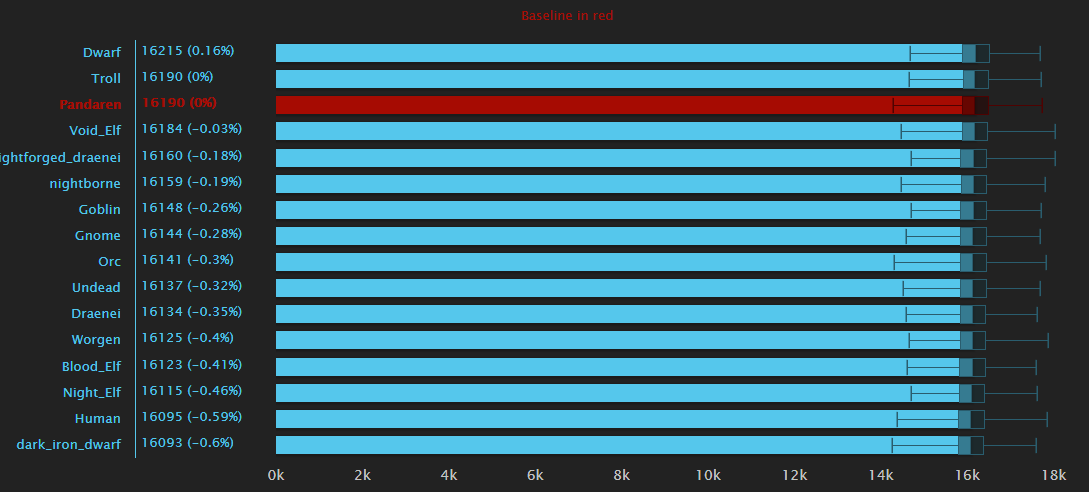 Baseline in red
Dwarf 16215 (0.16%)
Troll 16190 (0%)
Pandaren 16190 (0%)
Void_Elf 16184 (-0.03%)
ightforged_draenei 16160 (-0.18%)
nightborne 16159 (-0.19%)
Goblin 16148 (-0.26%)
Gnome 16144 (-0.28%)
Orc 16141 (-0.3%)
Undead 16137 (-0.32%)
Draenei 16134 (-0.35%)
Worgen 16125 (-0.4%)
Blood_Elf 16123 (-0.41%)
Night_Elf 16115 (-0.46%)
Human 16095 (-0.59%)
dark_iron_dwarf 16093 (-0.6%)
0k 2k 4k 6k 8k 10k 12k 14k 16k 18k